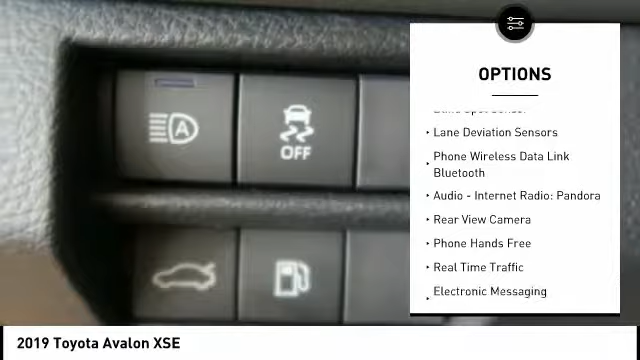 A
OFF
OPTIONS
Lane Deviation Sensors
Phone Wireless Data Link
Bluetooth
Audio - Internet Radio: Pandora
Rear View Camera
Phone Hands Free
Real Time Traffic
Electronic Messaging
2019 Toyota Avalon XSE